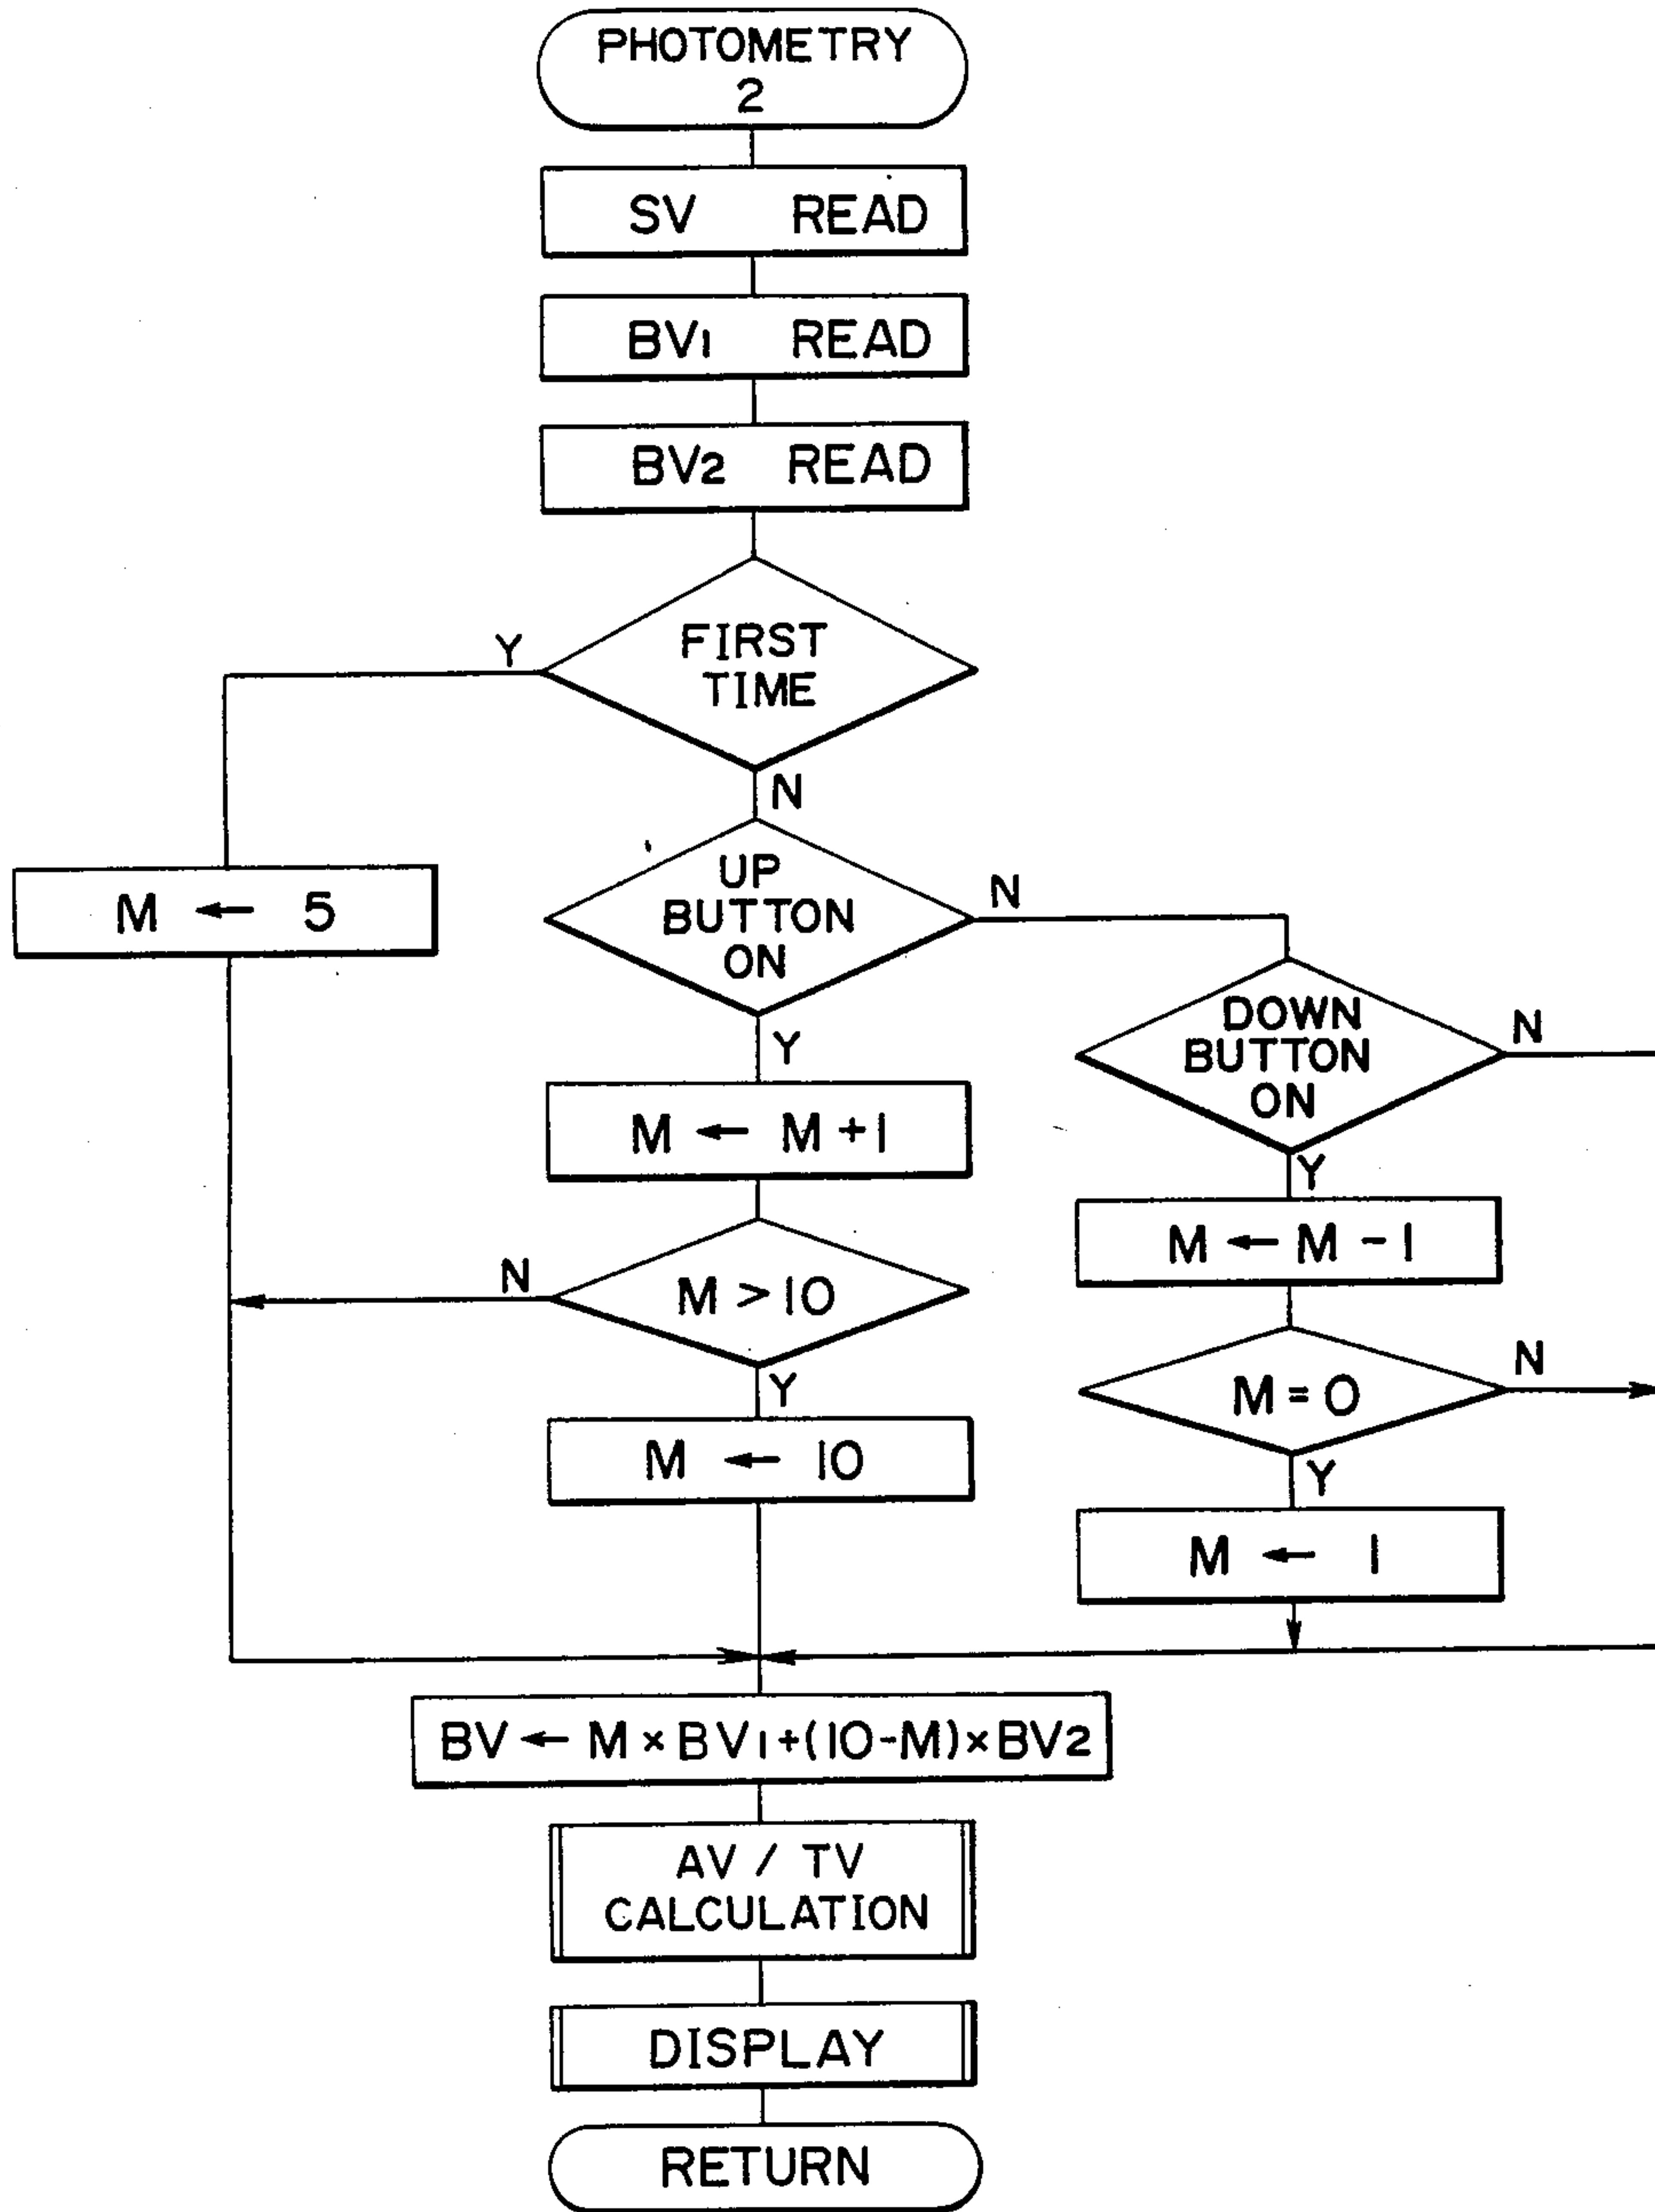 PHOTOMETRY
2
SV READ
BV1 READ
BV2 READ
FIRST
TIME
Y
N
M ← 5
UP
BUTTON
ON
N
Y
DOWN
BUTTON
ON
N
Y
M ← M+1
M ← M-1
M > 10
N
Y
M = 0
N
Y
M ← 10
M ← 1
BV ← M × BV1+(10-M)× BV2
AV / TV
CALCULATION
DISPLAY
RETURN